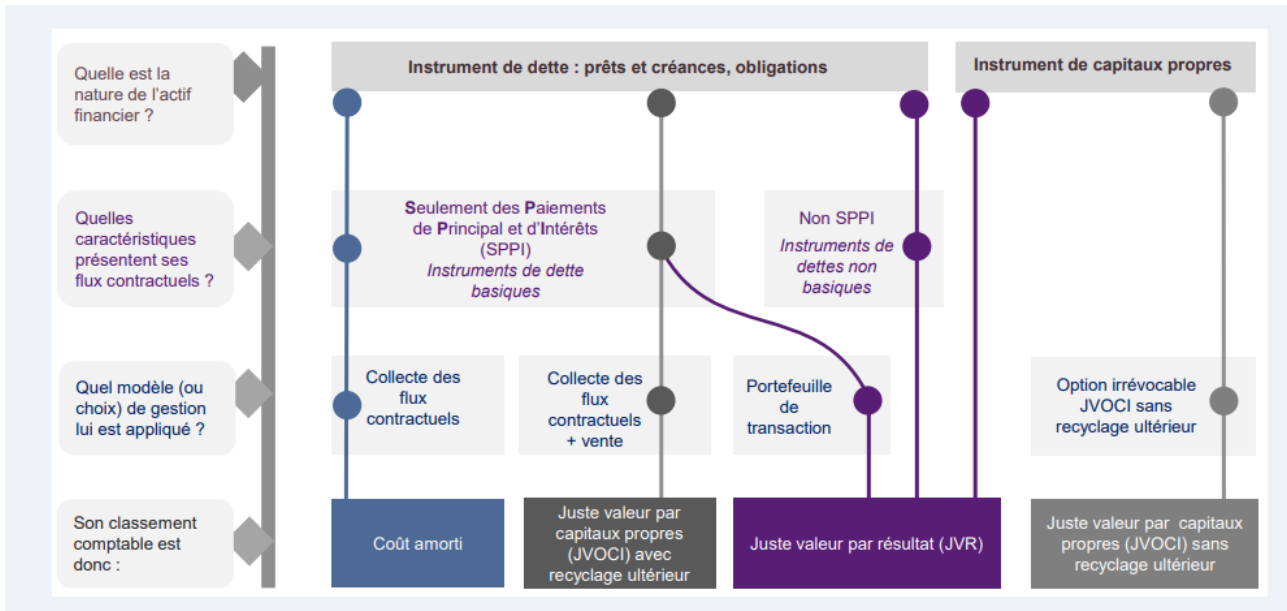 Quelle est la
nature de l'actif
financier ?
Instrument de dette : prêts et créances, obligations
Instrument de capitaux propres
Quelles
caractéristiques
présentent ses
flux contractuels ?
Seulement des Paiements
de Principal et d'Intérêts
(SPPI)
Instruments de dette
basiques
Non SPPI
Instruments de
dettes non
basiques
Quel modèle (ou
choix) de gestion
lui est appliqué ?
Collecte des
flux
contractuels
Collecte des
flux
contractuels
+ vente
Portefeuille
de
transaction
Option irrévocable
JVOCI sans
recyclage ultérieur
Son classement
comptable est
donc :
Coût amorti
Juste valeur par
capitaux propres
(JVOCI) avec
recyclage ultérieur
Juste valeur par résultat (JVR)
Juste valeur par capitaux
propres (JVOCI) sans
recyclage ultérieur